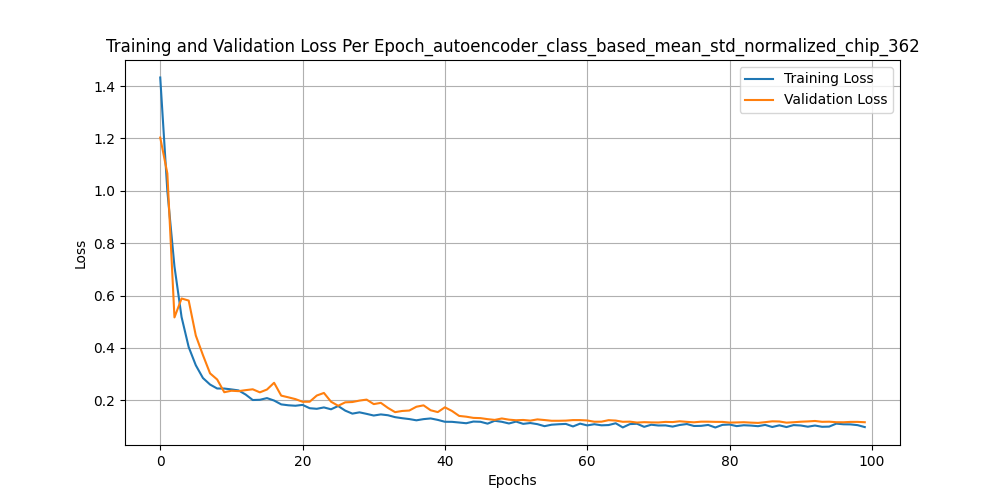 Training and Validation Loss Per Epoch_autoencoder_class_based_mean_std_normalized_chip_362
Training Loss
Validation Loss
1.4
1.2
1.0
0.8
0.6
0.4
0.2
Loss
0 20 40 60 80 100
Epochs